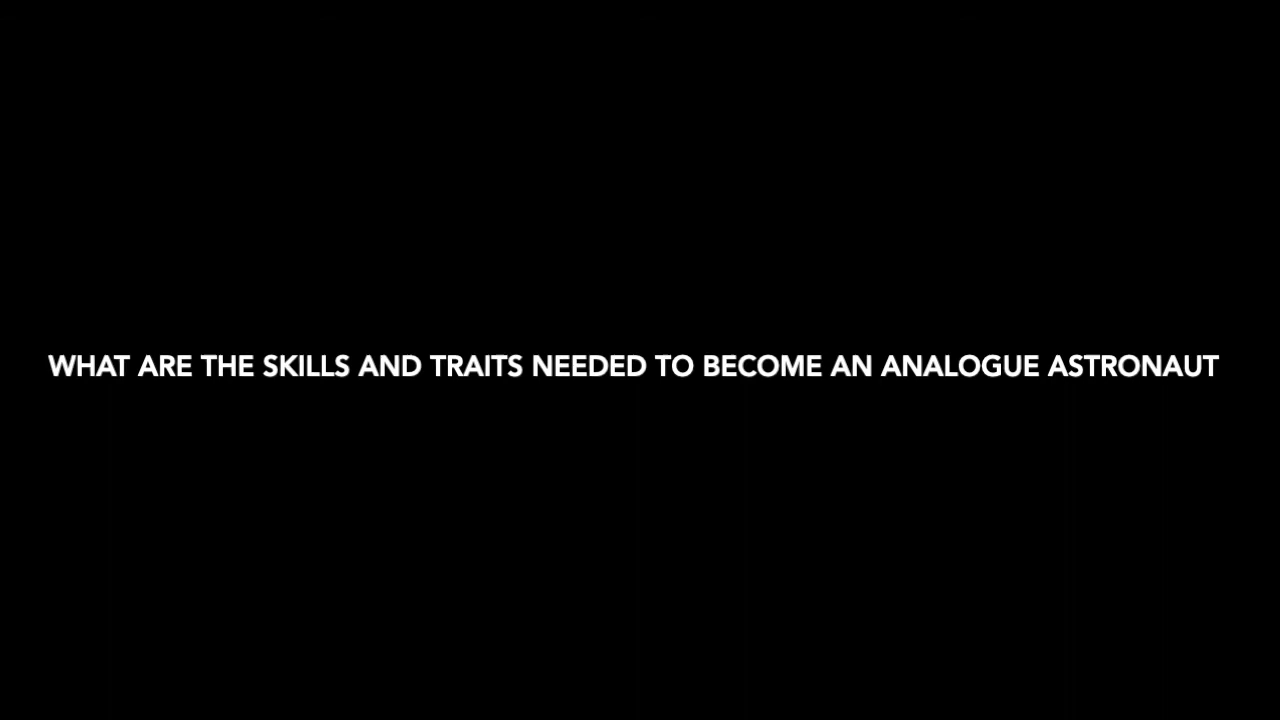 WHAT ARE THE SKILLS AND TRAITS NEEDED TO BECOME AN ANALOGUE ASTRONAUT